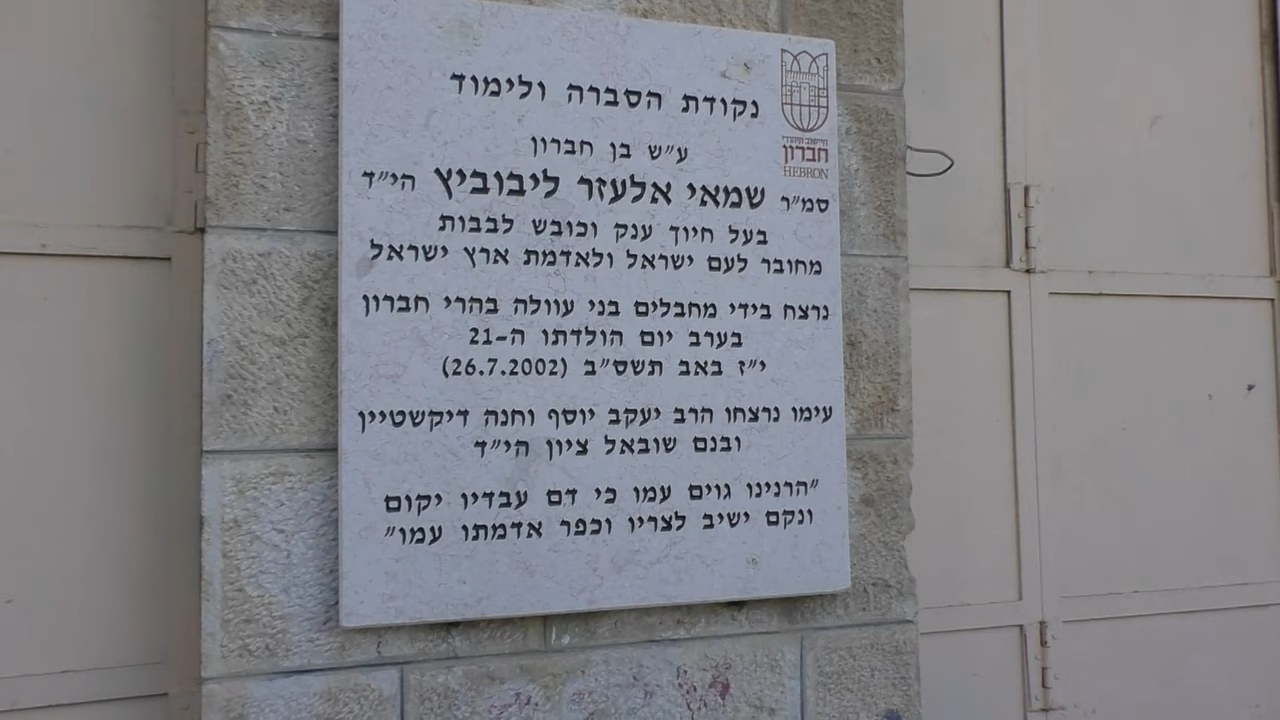 נקודת הסברה ולימוד
היישוב היהודי
חברון
HEBRON
ע״ש בן חברון
סמ״ר שמאי אלעזר ליבוביץ הי״ד
בעל חיוך ענק וכובש לבבות
מחובר לעם ישראל ולאדמת ארץ ישראל
נרצח בידי מחבלים בני עוולה בהרי חברון
בערב יום הולדתו ה-21
י״ז באב תשס״ב (26.7.2002)
עימו נרצחו הרב יעקב יוסף וחנה דיקשטיין
ובנם שובאל ציון הי״ד
״הרנינו גוים עמו כי דם עבדיו יקום
ונקם ישיב לצריו וכפר אדמתו עמו״